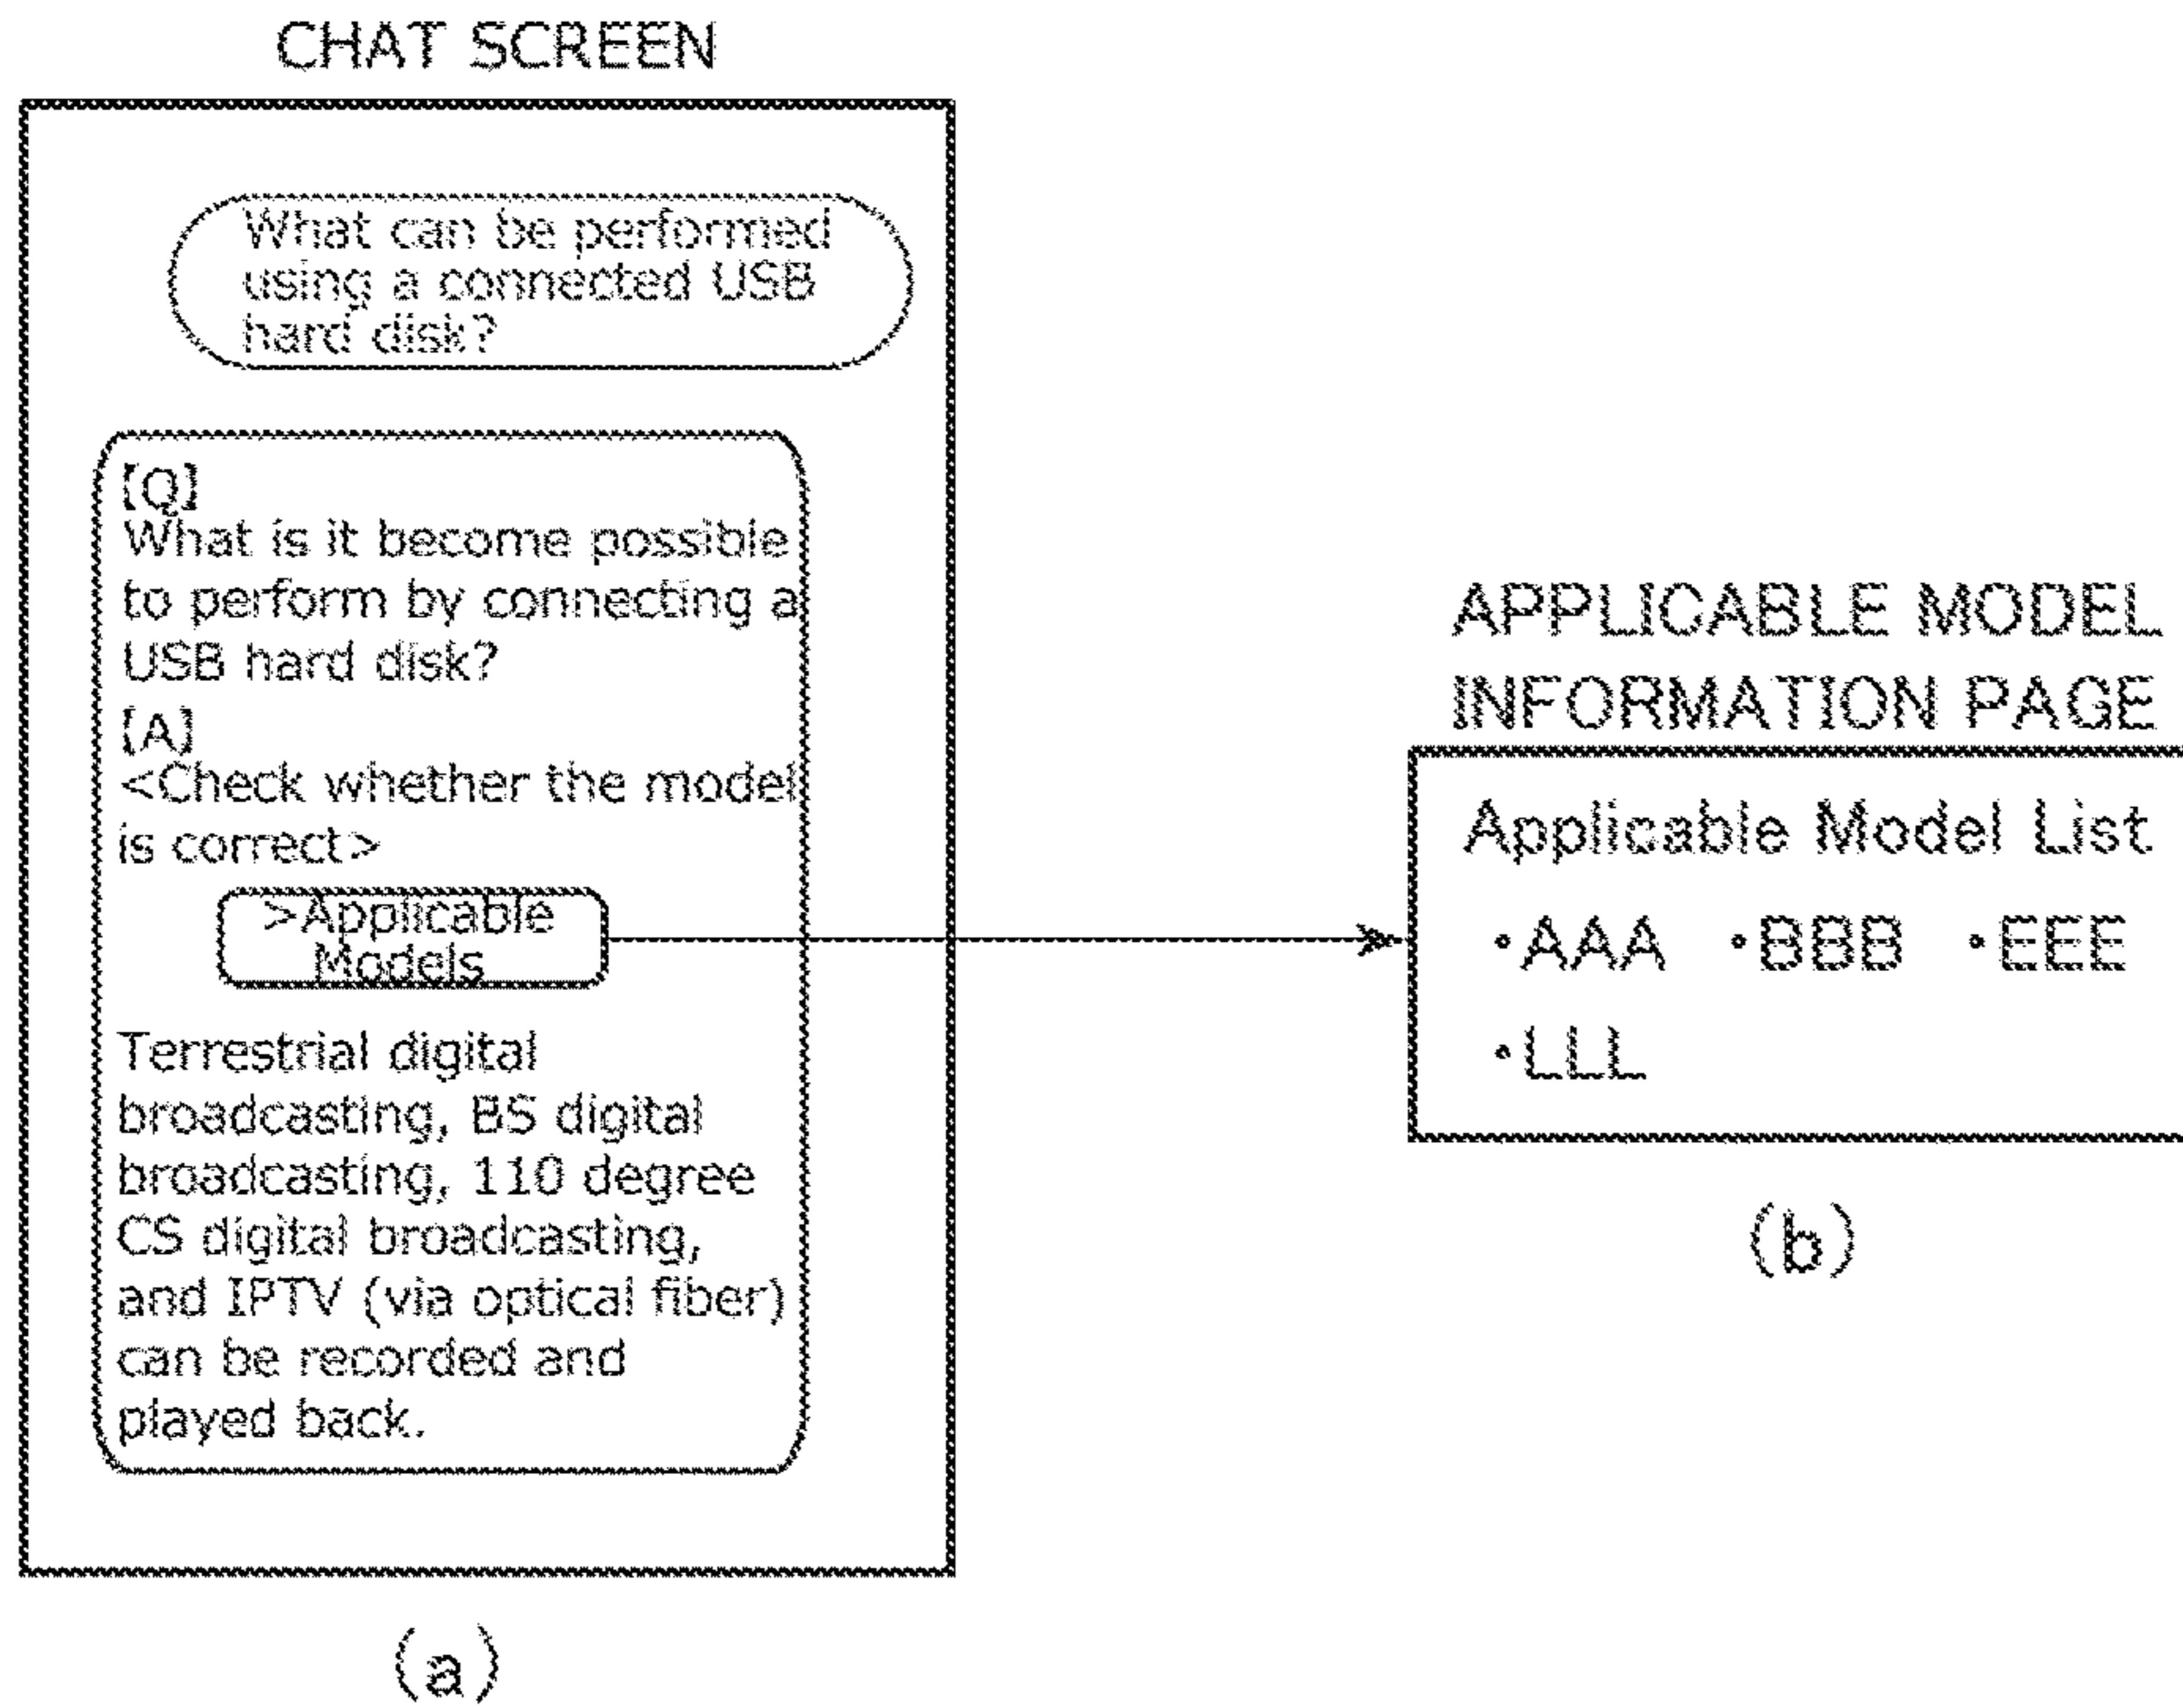 CHAT SCREEN
What can be performed
using a connected USB
hard disk?
【Q】
What is it become possible
to perform by connecting a
USB hard disk?
【A】
<Check whether the model
is correct>
>Applicable
Models
Terrestrial digital
broadcasting, BS digital
broadcasting, 110 degree
CS digital broadcasting,
and IPTV (via optical fiber)
can be recorded and
played back.
(a)
APPLICABLE MODEL
INFORMATION PAGE
Applicable Model List
・AAA ・BBB ・EEE
・LLL
(b)